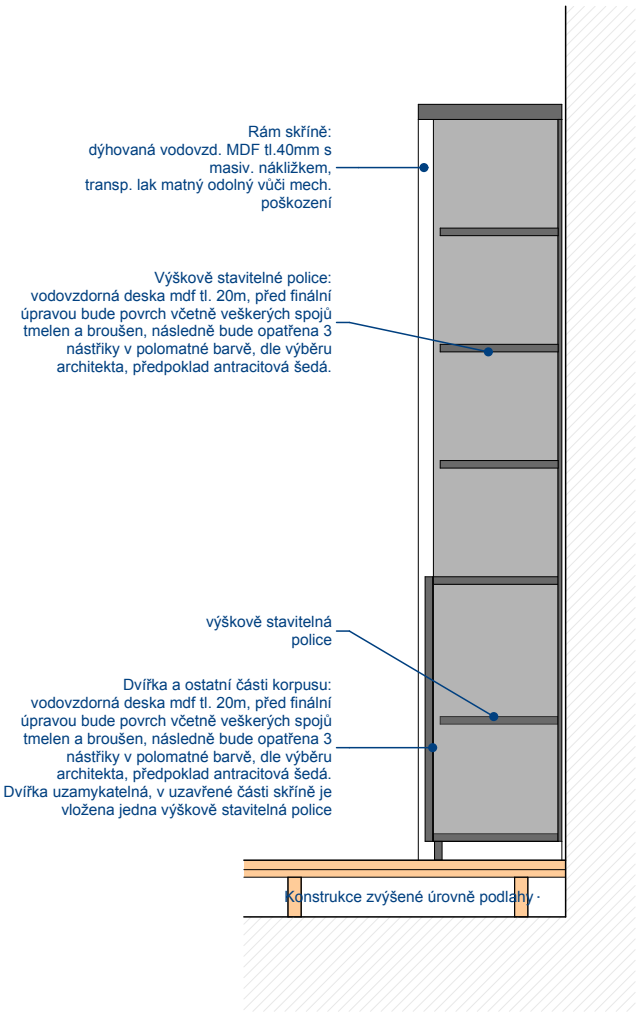 Rám skříně:
dýhovaná vodovzd. MDF tl.40mm s
masiv. nákližkem,
transp. lak matný odolný vůči mech.
poškození
Výškově stavitelné police:
vodovzdorná deska mdf tl. 20m, před finální
úpravou bude povrch včetně veškerých spojů
tmelen a broušen, následně bude opatřena 3
nástřiky v polomatné barvě, dle výběru
architekta, předpoklad antracitová šedá.
výškově stavitelná
police
Dvířka a ostatní části korpusu:
vodovzdorná deska mdf tl. 20m, před finální
úpravou bude povrch včetně veškerých spojů
tmelen a broušen, následně bude opatřena 3
nástřiky v polomatné barvě, dle výběru
architekta, předpoklad antracitová šedá.
Dvířka uzamykatelná, v uzavřené části skříně je
vložena jedna výškově stavitelná police
Konstrukce zvýšené úrovně podlahy ·